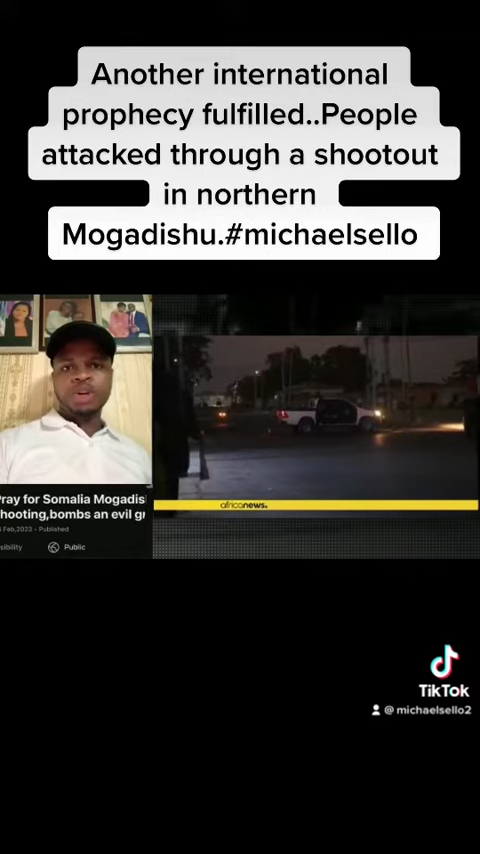 Another international
prophecy fulfilled..People
attacked through a shootout
in northern
Mogadishu.#michaelsello
Pray for Somalia Mogadis
hooting,bombs an evil
Feb,2023 - Published
sibility
Public
africanews.
TikTok
@ michaelsello2